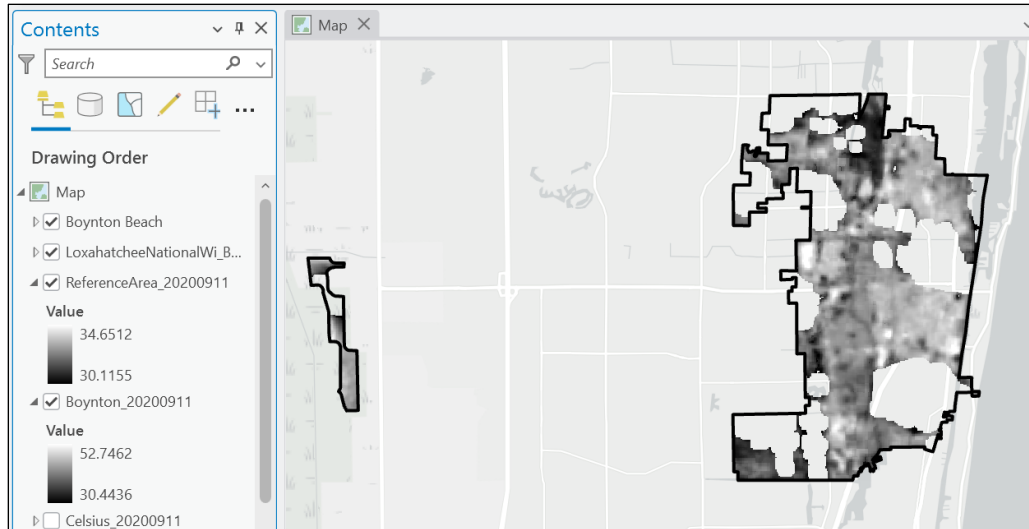 Contents
Search
Drawing Order
Map
Boynton Beach
LoxahatcheeNationalWi_B...
ReferenceArea_20200911
Value
34.6512
30.1155
Boynton_20200911
Value
52.7462
30.4436
Celsius_20200911
Map